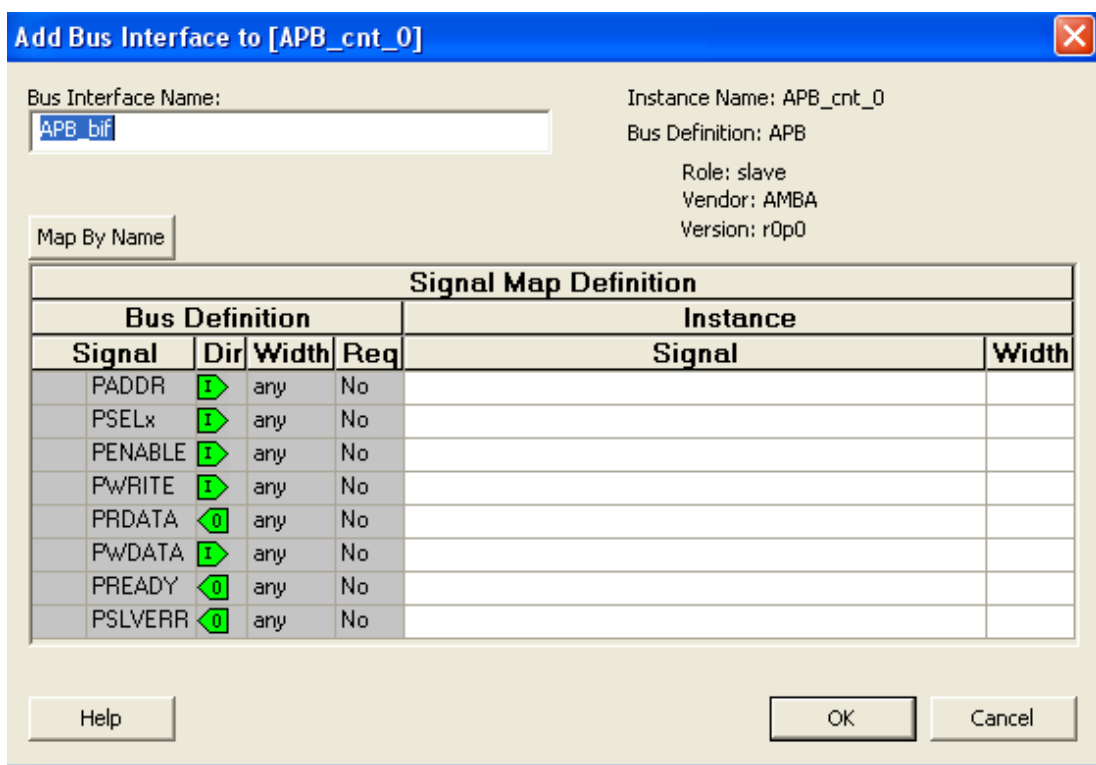 Add Bus Interface to [APB_cnt_0]
Bus Interface Name:
APB_bif
Instance Name: APB_cnt_0
Bus Definition: APB
Role: slave
Vendor: AMBA
Version: r0p0
Map By Name
Signal Map Definition
Bus Definition Instance
Signal Dir Width Req Signal Width
PADDR I any No
PSELx I any No
PENABLE I any No
PWRITE I any No
PRDATA O any No
PWDATA I any No
PREADY O any No
PSLVERR O any No
Help OK Cancel